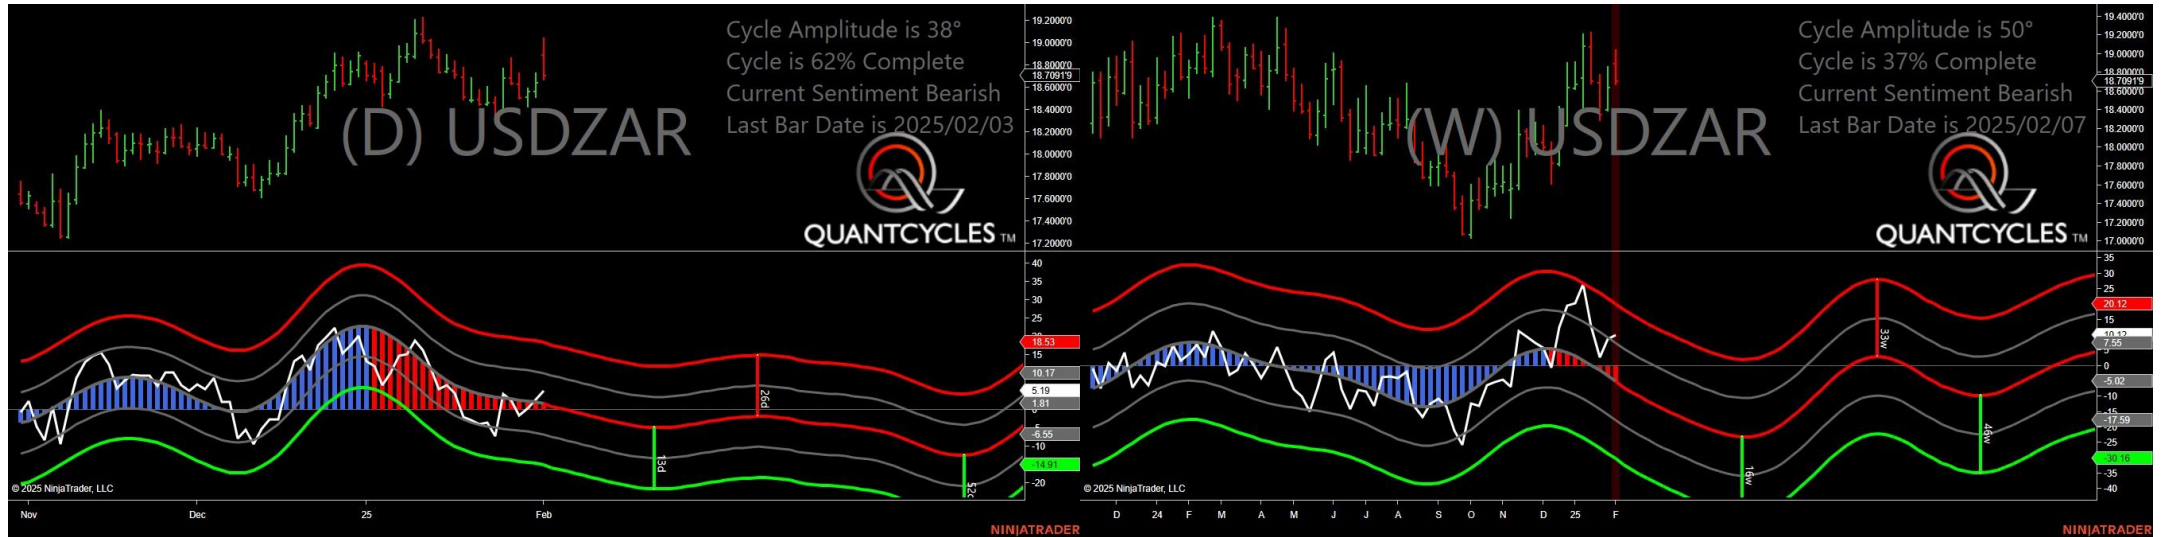 Cycle Amplitude is 38°
Cycle is 62% Complete
Current Sentiment Bearish
Last Bar Date is 2025/02/03
(D) USDZAR
QUANTCYCLES TM
19.2000'0
19.0000'0
18.8000'0
18.7091'9
18.6000'0
18.4000'0
18.2000'0
18.0000'0
17.8000'0
17.6000'0
17.4000'0
17.2000'0
40
35
30
25
18.53
15
10.17
5.19
1.81
-6.55
-10
-14.91
-20
13d
26d
© 2025 NinjaTrader, LLC
Nov
Dec
25
Feb
NINJATRADER
Cycle Amplitude is 50°
Cycle is 37% Complete
Current Sentiment Bearish
Last Bar Date is 2025/02/07
(W) USDZAR
QUANTCYCLES TM
19.4000'0
19.2000'0
19.0000'0
18.8000'0
18.7091'9
18.6000'0
18.4000'0
18.2000'0
18.0000'0
17.8000'0
17.6000'0
17.4000'0
17.2000'0
17.0000'0
35
30
25
20.12
10.12
7.55
5
0
-5.02
-10
-15
-17.59
-25
-30.16
-35
-40
16w
33w
46w
© 2025 NinjaTrader, LLC
D
24
F
M
A
M
J
J
A
S
O
N
D
25
F
NINJATRADER